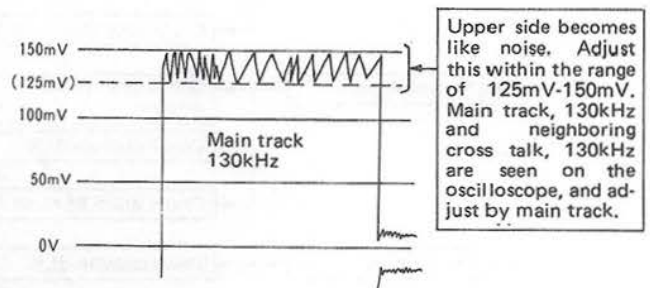 150mV
(125mV)
100mV
Main track
130kHz
50mV
0V
Upper side becomes
like noise. Adjust
this within the range
of 125mV-150mV.
Main track, 130kHz
and neighboring
cross talk, 130kHz
are seen on the
oscilloscope, and ad-
just by main track.